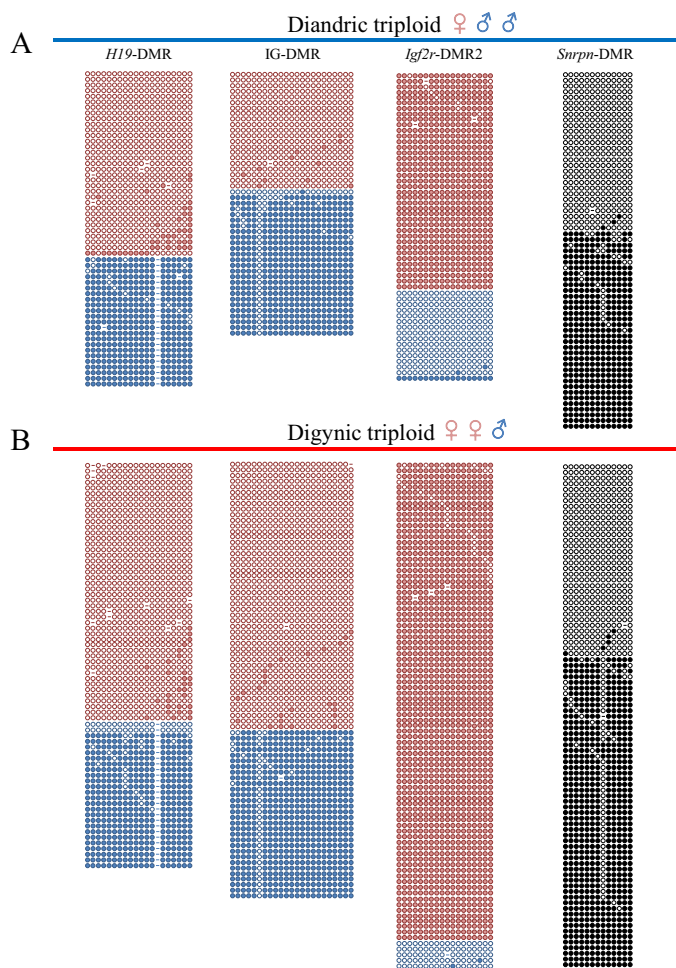 A
Diandric triploid ♀ ♂ ♂
H19-DMR IG-DMR Igf2r-DMR2 Snrpn-DMR
B
Digynic triploid ♀ ♀ ♂